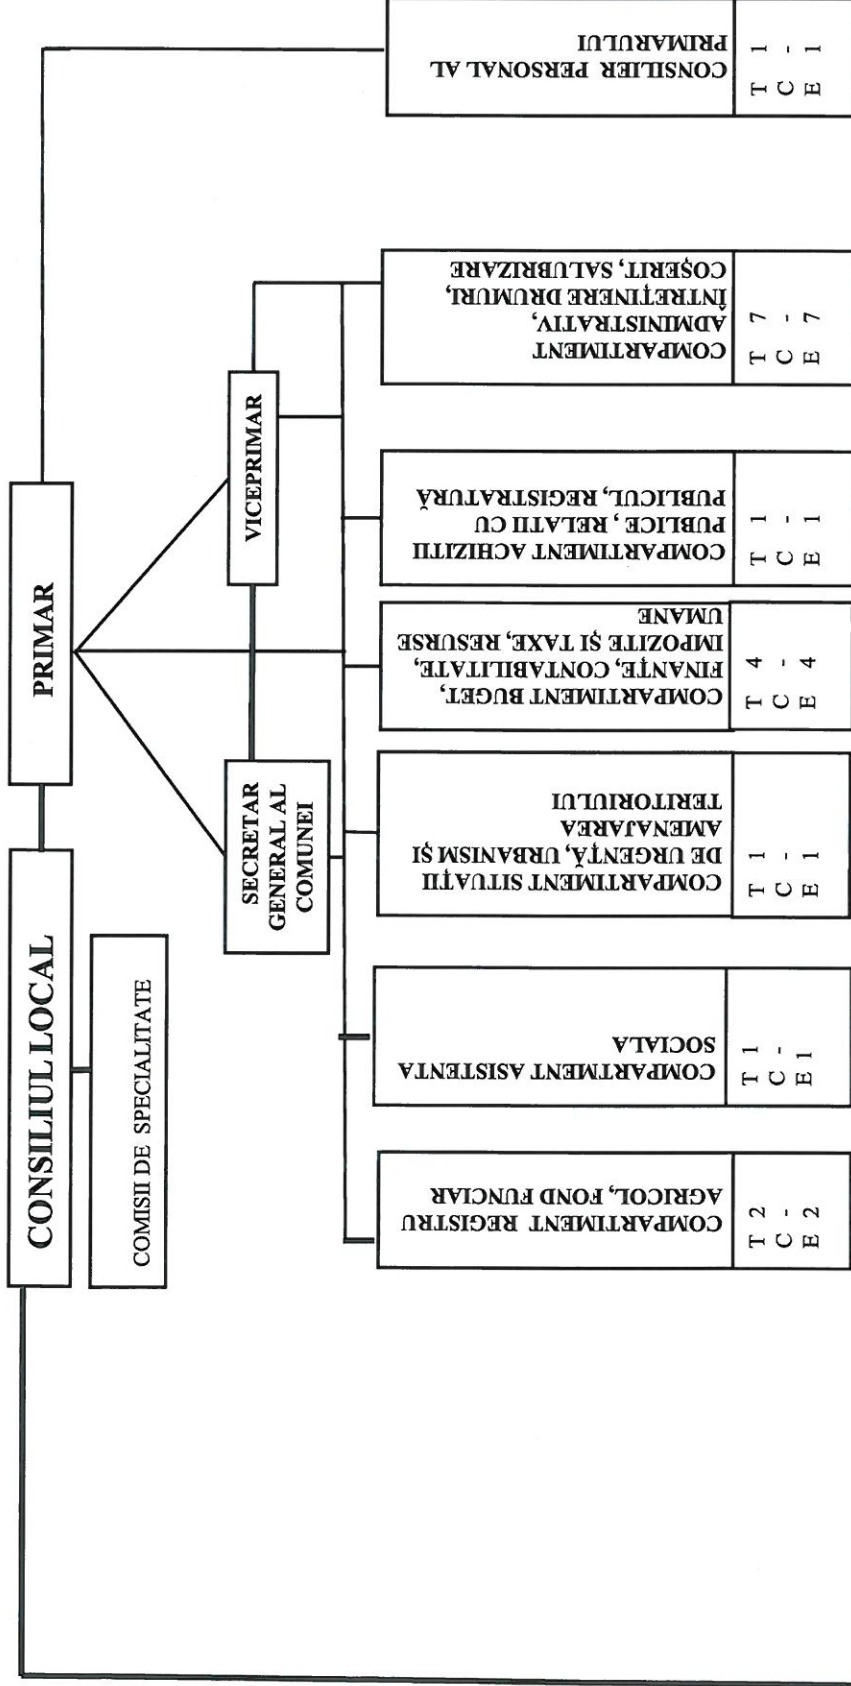 CONSILIUL LOCAL
PRIMAR
COMISII DE SPECIALITATE
SECRETAR
GENERAL AL
COMUNEI
VICEPRIMAR
COMPARTIMENT REGISTRU
AGRICOL, FOND FUNCIAR
T 2
C -
E 2
COMPARTMENT ASISTENTA
SOCIALA
T 1
C -
E 1
COMPARTIMENT SITUAȚII
DE URGENȚĂ, URBANISM ȘI
AMENAJAREA
TERITORIULUI
T 1
C -
E 1
COMPARTIMENT BUGET,
FINANȚE, CONTABILITATE,
IMPOZITE ȘI TAXE, RESURSE
UMANE
T 4
C -
E 4
COMPARTIMENT ACHIZITII
PUBLICE , RELATII CU
PUBLICUL, REGISTRATURĂ
T 1
C -
E 1
COMPARTIMENT
ADMINISTRATIV,
ÎNTREȚINERE DRUMURI,
COȘERIT, SALUBRIZARE
T 7
C -
E 7
CONSILIER PERSONAL AL
PRIMARULUI
T 1
C -
E 1